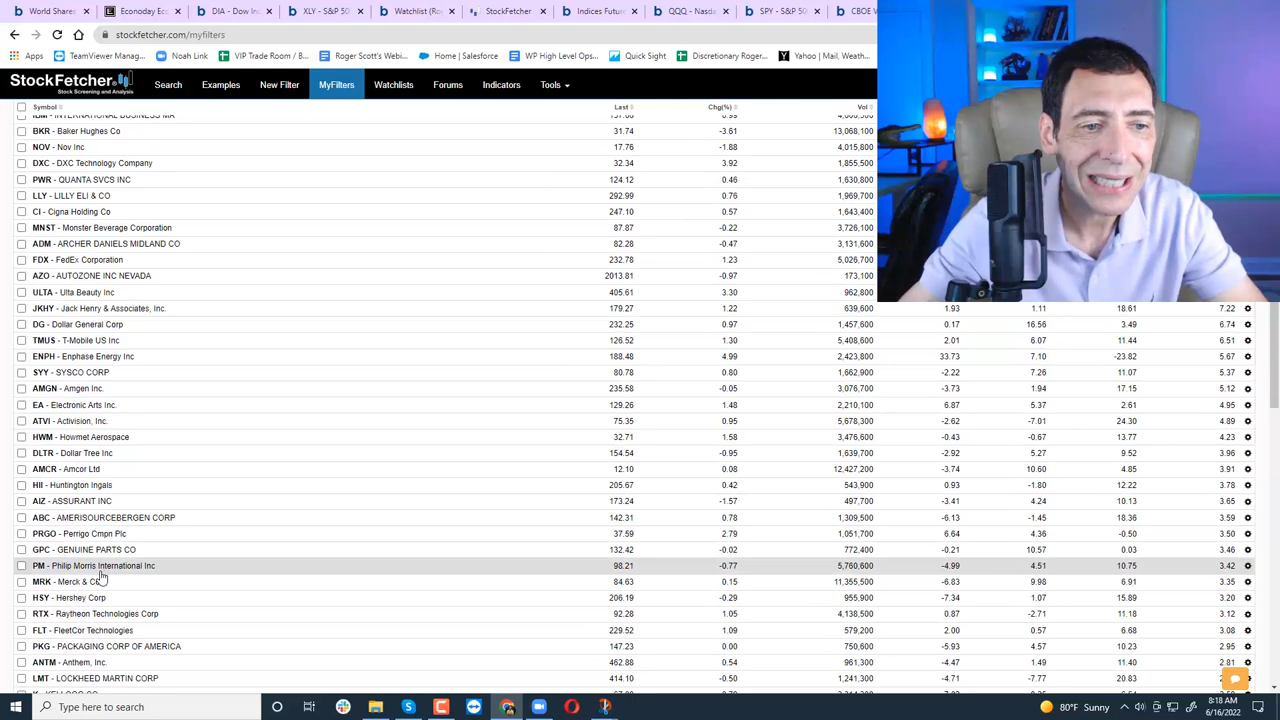 World Shares
Econoday Ec
DIA - Dow In
XLY - S&P 50
Watchlist (Ro
StockFetcher
Indices Future
QQQ - Nasda
SPY - S&P 50
CBOE V
stockfetcher.com/myfilters
Apps
TeamViewer Manag...
Noah Link
VIP Trade Room / B...
Roger Scott's Webi...
Home | Salesforce
WP High Level Ops...
Quick Sight
Discretionary Roger...
Yahoo | Mail, Weath...
STOCKFETCHER
Stock Screening and Analysis
Search Examples New Filter MyFilters Watchlists Forums Indicators Tools
Symbol Last Chg(%) Vol
BKR - Baker Hughes Co 31.74 -3.61 13,068,100
NOV - Nov Inc 17.76 -1.88 4,015,800
DXC - DXC Technology Company 32.34 3.92 1,855,500
PWR - QUANTA SVCS INC 124.12 0.46 1,630,800
LLY - LILLY ELI & CO 292.99 0.76 1,969,700
CI - Cigna Holding Co 247.10 0.57 1,643,400
MNST - Monster Beverage Corporation 87.87 -0.22 3,726,100
ADM - ARCHER DANIELS MIDLAND CO 82.28 -0.47 3,131,600
FDX - FedEx Corporation 232.78 1.23 5,026,700
AZO - AUTOZONE INC NEVADA 2013.81 -0.97 173,100
ULTA - Ulta Beauty Inc 405.61 3.30 962,800
JKHY - Jack Henry & Associates, Inc. 179.27 1.22 639,600 1.93 1.11 18.61 7.22
DG - Dollar General Corp 232.25 0.97 1,457,600 0.17 16.56 3.49 6.74
TMUS - T-Mobile US Inc 126.52 1.30 5,408,600 2.01 6.07 11.44 6.51
ENPH - Enphase Energy Inc 188.48 4.99 2,423,800 33.73 7.10 -23.82 5.67
SYY - SYSCO CORP 80.78 0.80 1,662,900 -2.22 7.26 11.07 5.37
AMGN - Amgen Inc. 235.58 -0.05 3,076,700 -3.73 1.94 17.15 5.12
EA - Electronic Arts Inc. 129.26 1.48 2,210,100 6.87 5.37 2.61 4.95
ATVI - Activision, Inc. 75.35 0.95 5,678,300 -2.62 -7.01 24.30 4.89
HWM - Howmet Aerospace 32.71 1.58 3,476,600 -0.43 -0.67 13.77 4.23
DLTR - Dollar Tree Inc 154.54 -0.95 1,639,700 -2.92 5.27 9.52 3.96
AMCR - Amcor Ltd 12.10 0.08 12,427,200 -3.74 10.60 4.85 3.91
HII - Huntington Ingals 205.67 0.42 543,900 0.93 -1.80 12.22 3.78
AIZ - ASSURANT INC 173.24 -1.57 497,700 -3.41 4.24 10.13 3.65
ABC - AMERISOURCEBERGEN CORP 142.31 0.78 1,309,500 -6.13 -1.45 18.36 3.59
PRGO - Perrigo Cmpn Plc 37.59 2.79 1,051,700 6.64 4.36 -0.50 3.50
GPC - GENUINE PARTS CO 132.42 -0.02 772,400 -0.21 10.57 0.03 3.46
PM - Philip Morris International Inc 98.21 -0.77 5,760,600 -4.99 4.51 10.75 3.42
MRK - Merck & C 84.63 0.15 11,355,500 -6.83 9.98 6.91 3.35
HSY - Hershey Corp 206.19 -0.29 955,900 -7.34 1.07 15.89 3.20
RTX - Raytheon Technologies Corp 92.28 1.05 4,138,500 0.87 -2.71 11.18 3.12
FLT - FleetCor Technologies 229.52 1.09 579,200 2.00 0.57 6.68 3.08
PKG - PACKAGING CORP OF AMERICA 147.23 0.00 750,600 -5.93 4.57 10.23 2.95
ANTM - Anthem, Inc. 462.88 0.54 961,300 -4.47 1.49 11.40 2.81
LMT - LOCKHEED MARTIN CORP 414.10 -0.50 1,241,300 -4.71 -7.77 20.83
Type here to search
80°F Sunny
8:18 AM
6/16/2022